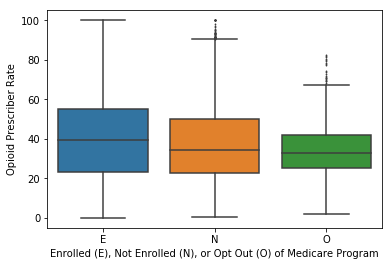 100
80
60
40
20
0
Opioid Prescriber Rate
E N O
Enrolled (E), Not Enrolled (N), or Opt Out (O) of Medicare Program